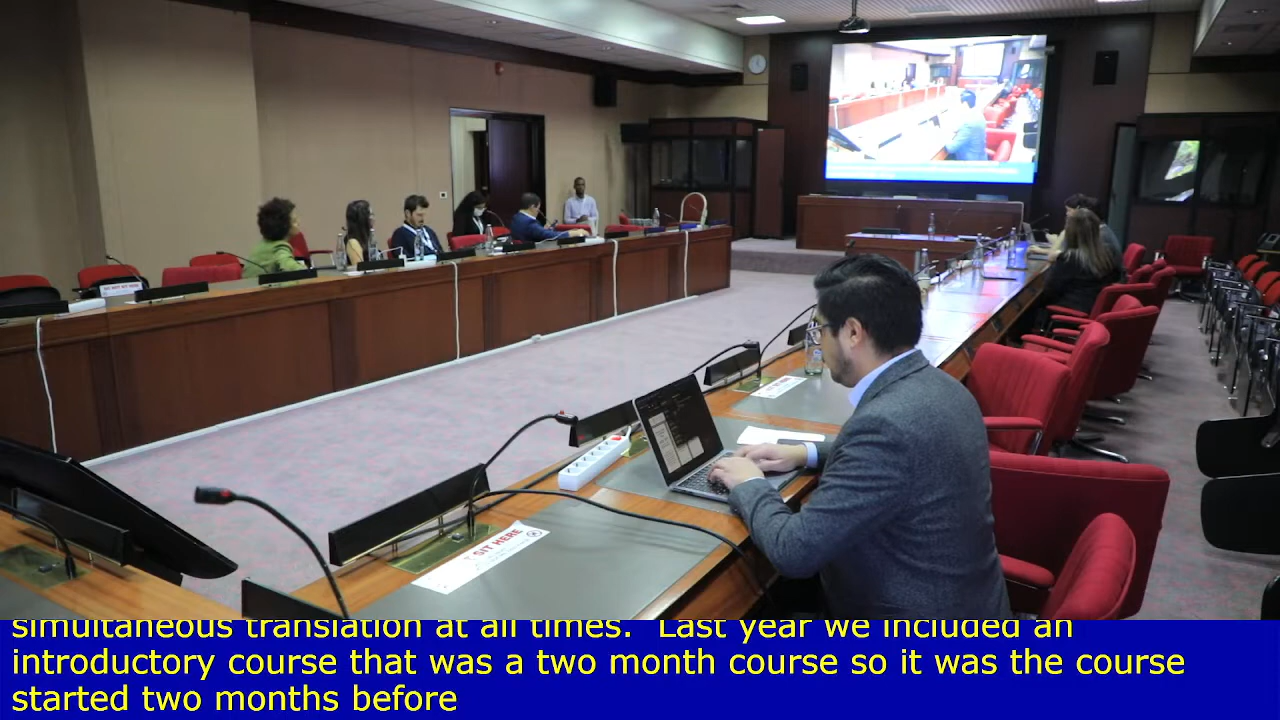 SIT HERE
simultaneous translation at all times.  Last year we included an
introductory course that was a two month course so it was the course
started two months before